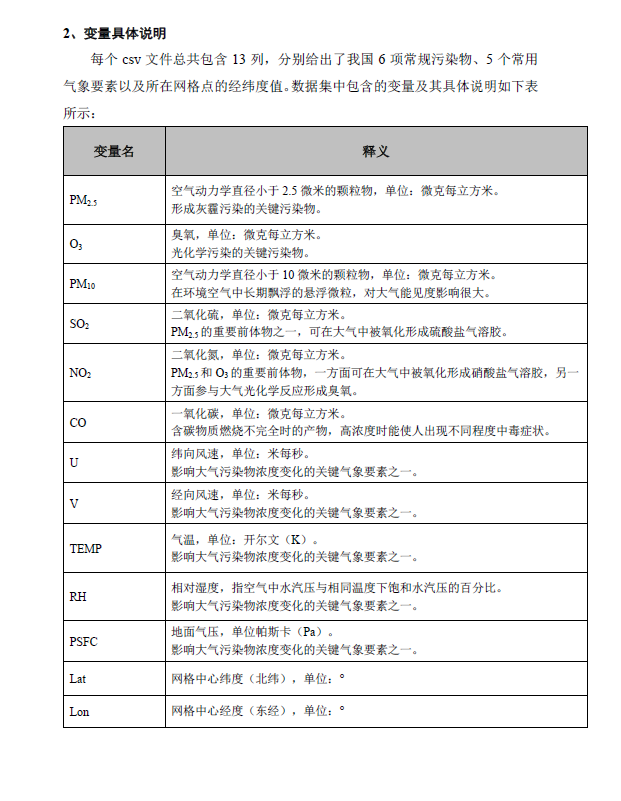 2、变量具体说明
每个 csv 文件总共包含 13 列，分别给出了我国 6 项常规污染物、5 个常用
气象要素以及所在网格点的经纬度值。数据集中包含的变量及其具体说明如下表
所示：
变量名 释义
PM2.5 空气动力学直径小于 2.5 微米的颗粒物，单位：微克每立方米。
形成灰霾污染的关键污染物。
O3 臭氧，单位：微克每立方米。
光化学污染的关键污染物。
PM10 空气动力学直径小于 10 微米的颗粒物，单位：微克每立方米。
在环境空气中长期飘浮的悬浮微粒，对大气能见度影响很大。
SO2 二氧化硫，单位：微克每立方米。
PM2.5 的重要前体物之一，可在大气中被氧化形成硫酸盐气溶胶。
NO2 二氧化氮，单位：微克每立方米。
PM2.5 和 O3 的重要前体物，一方面可在大气中被氧化形成硝酸盐气溶胶，另一
方面参与大气光化学反应形成臭氧。
CO 一氧化碳，单位：微克每立方米。
含碳物质燃烧不完全时的产物，高浓度时能使人出现不同程度中毒症状。
U 纬向风速，单位：米每秒。
影响大气污染物浓度变化的关键气象要素之一。
V 经向风速，单位：米每秒。
影响大气污染物浓度变化的关键气象要素之一。
TEMP 气温，单位：开尔文（K）。
影响大气污染物浓度变化的关键气象要素之一。
RH 相对湿度，指空气中水汽压与相同温度下饱和水汽压的百分比。
影响大气污染物浓度变化的关键气象要素之一。
PSFC 地面气压，单位帕斯卡（Pa）。
影响大气污染物浓度变化的关键气象要素之一。
Lat 网格中心纬度（北纬），单位：°
Lon 网格中心经度（东经），单位：°